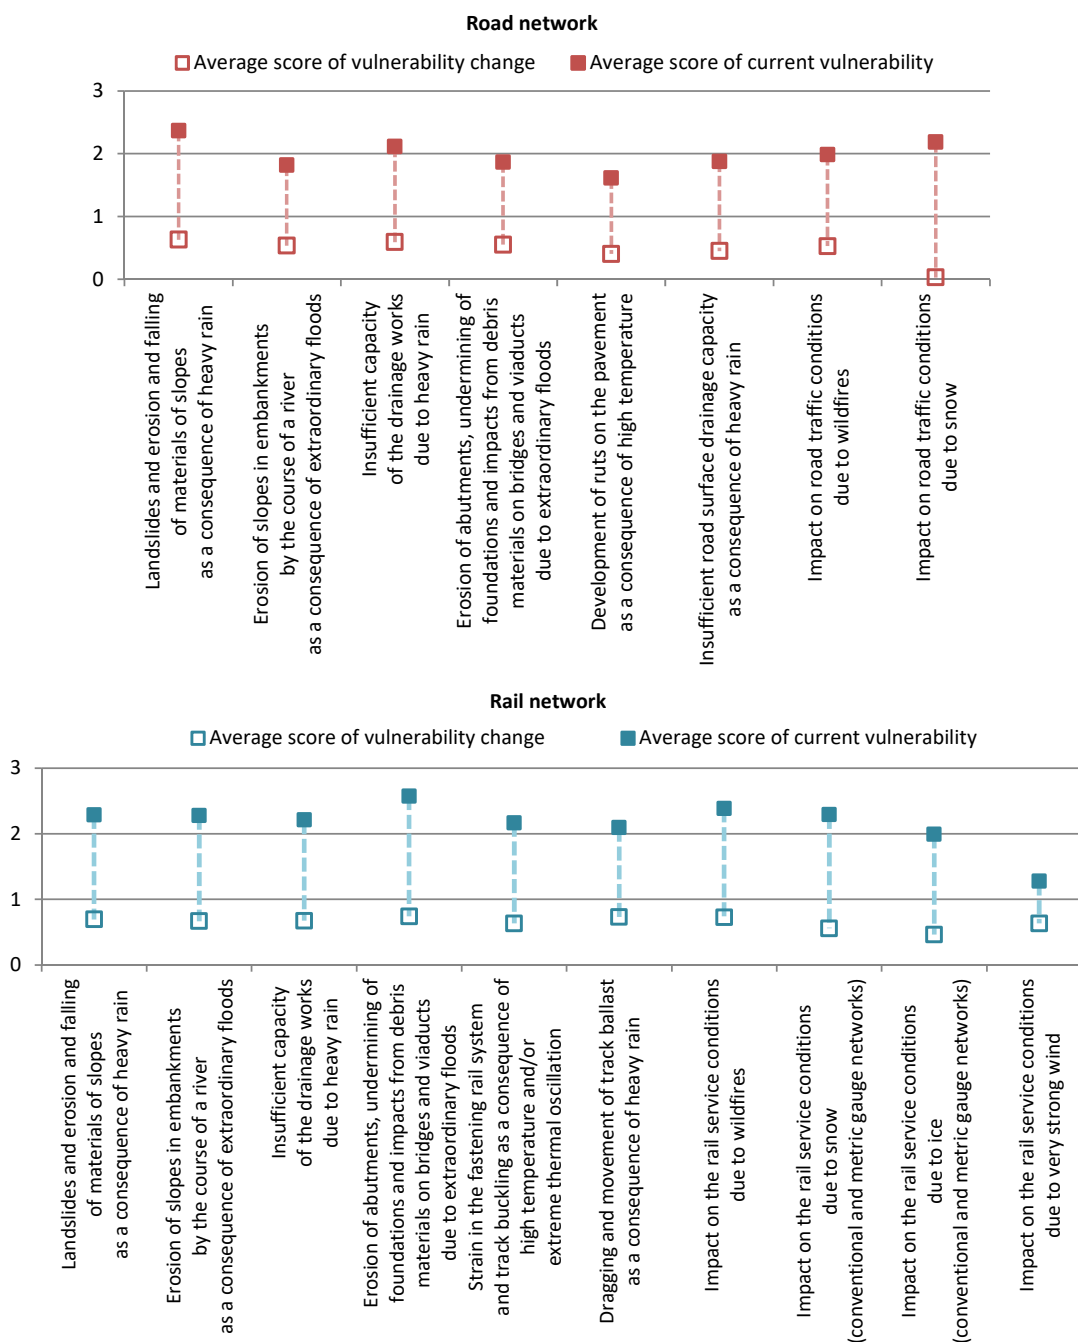 Road network
Average score of vulnerability change
Average score of current vulnerability
3
2
1
0
Landslides and erosion and falling
of materials of slopes
as a consequence of heavy rain
Erosion of slopes in embankments
by the course of a river
as a consequence of extraordinary floods
Insufficient capacity
of the drainage works
due to heavy rain
Erosion of abutments, undermining of
foundations and impacts from debris
materials on bridges and viaducts
due to extraordinary floods
Development of ruts on the pavement
as a consequence of high temperature
Insufficient road surface drainage capacity
as a consequence of heavy rain
Impact on road traffic conditions
due to wildfires
Impact on road traffic conditions
due to snow
Rail network
Average score of vulnerability change
Average score of current vulnerability
3
2
1
0
Landslides and erosion and falling
of materials of slopes
as a consequence of heavy rain
Erosion of slopes in embankments
by the course of a river
as a consequence of extraordinary floods
Insufficient capacity
of the drainage works
due to heavy rain
Erosion of abutments, undermining of
foundations and impacts from debris
materials on bridges and viaducts
due to extraordinary floods
Strain in the fastening rail system
and track buckling as a consequence of
high temperature and/or
extreme thermal oscillation
Dragging and movement of track ballast
as a consequence of heavy rain
Impact on the rail service conditions
due to wildfires
Impact on the rail service conditions
due to snow
(conventional and metric gauge networks)
Impact on the rail service conditions
due to ice
(conventional and metric gauge networks)
Impact on the rail service conditions
due to very strong wind